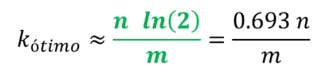 k_ótimo ≈ n ln(2) / m = 0.693 n / m